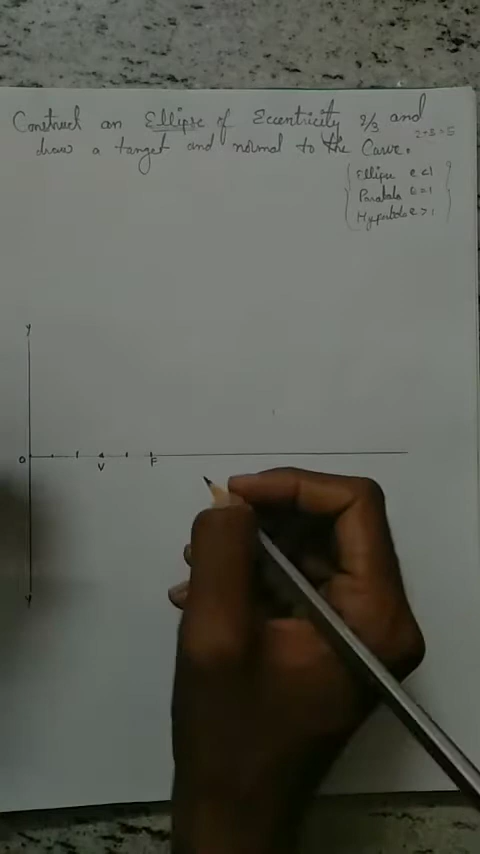 Construct an Ellipse of Eccentricity 2/3 and
draw a tanget and normal to the Curve.
2+3=5
Ellipse e<1
Parabola e=1
Hyperbola e>1
y
O V F
y